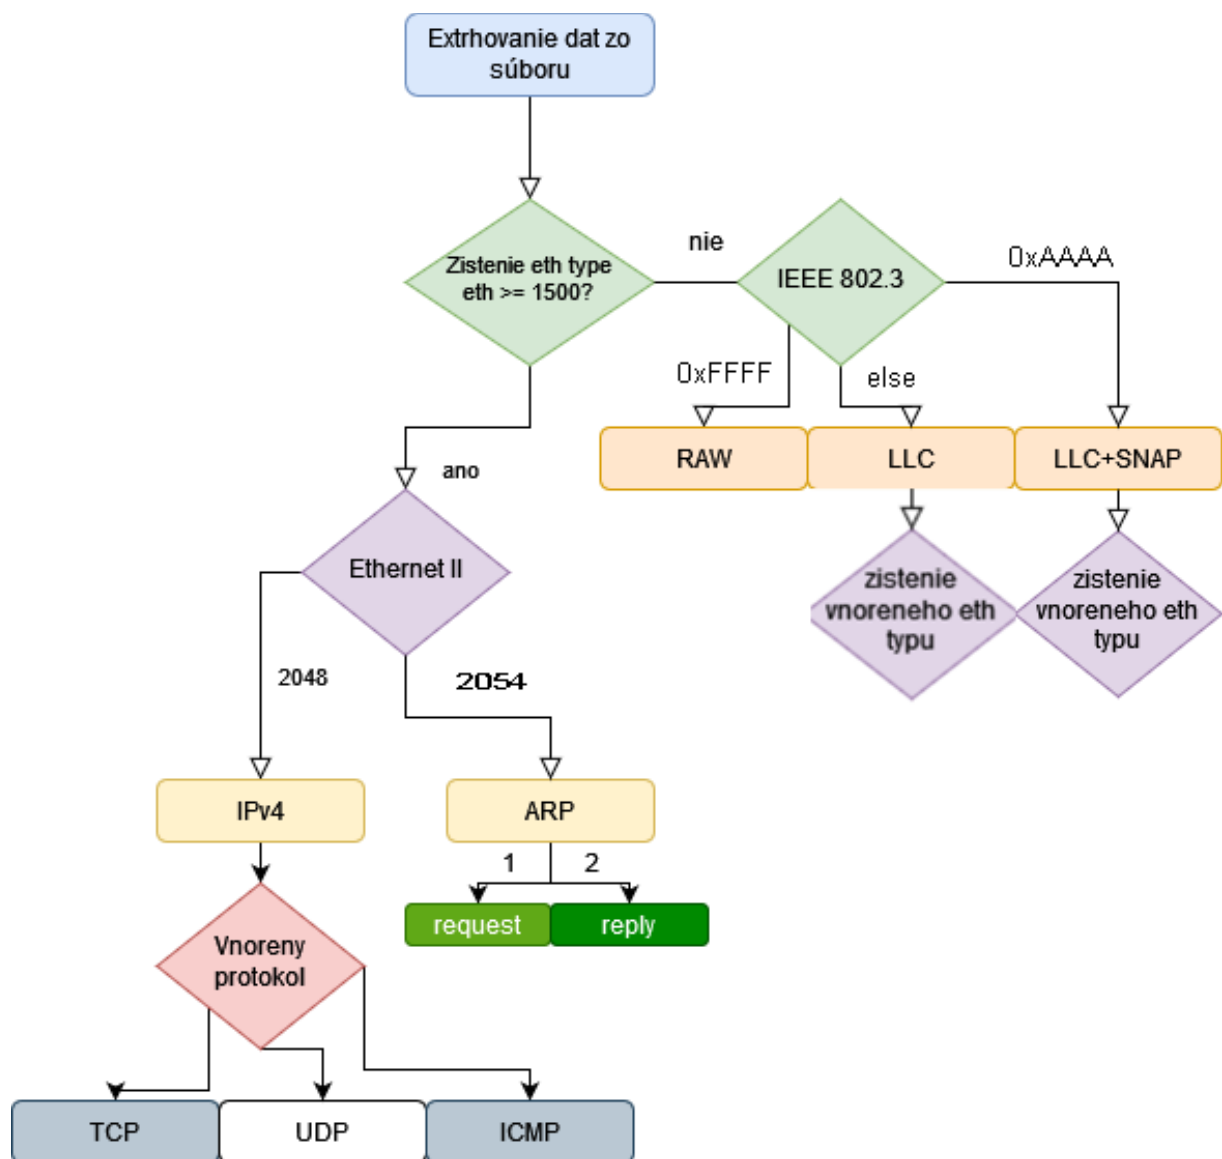 Extrhovanie dat zo
súboru
Zistenie eth type
eth >= 1500?
nie
IEEE 802.3
0xAAAA
0xFFFF
else
RAW
LLC
LLC+SNAP
ano
Ethernet II
zistenie
vnoreneho eth
typu
zistenie
vnoreneho eth
typu
2048
2054
IPv4
ARP
1
2
request
reply
Vnoreny
protokol
TCP
UDP
ICMP